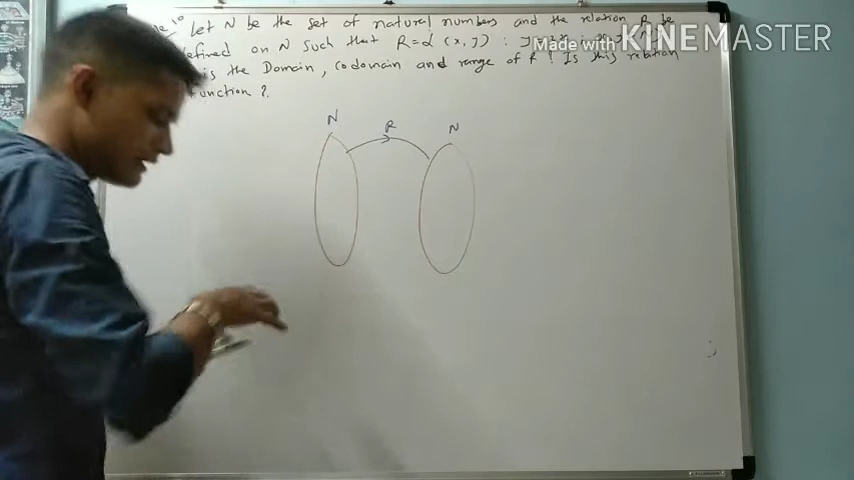 Let N be the set of natural numbers and the relation R be
defined on N such that R = { (x, y) : y = 2x
is the Domain, codomain and range of R ? Is this relation
function ?
Made with KINEMASTER
N R N